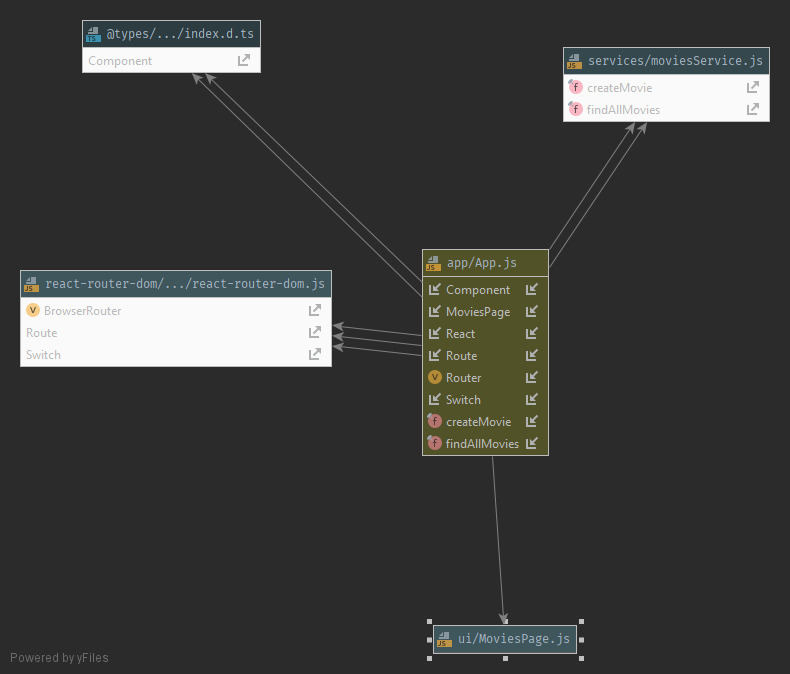 @types/.../index.d.ts
Component
services/moviesService.js
createMovie
findAllMovies
react-router-dom/.../react-router-dom.js
BrowserRouter
Route
Switch
app/App.js
Component
MoviesPage
React
Route
Router
Switch
createMovie
findAllMovies
ui/MoviesPage.js
Powered by yFiles